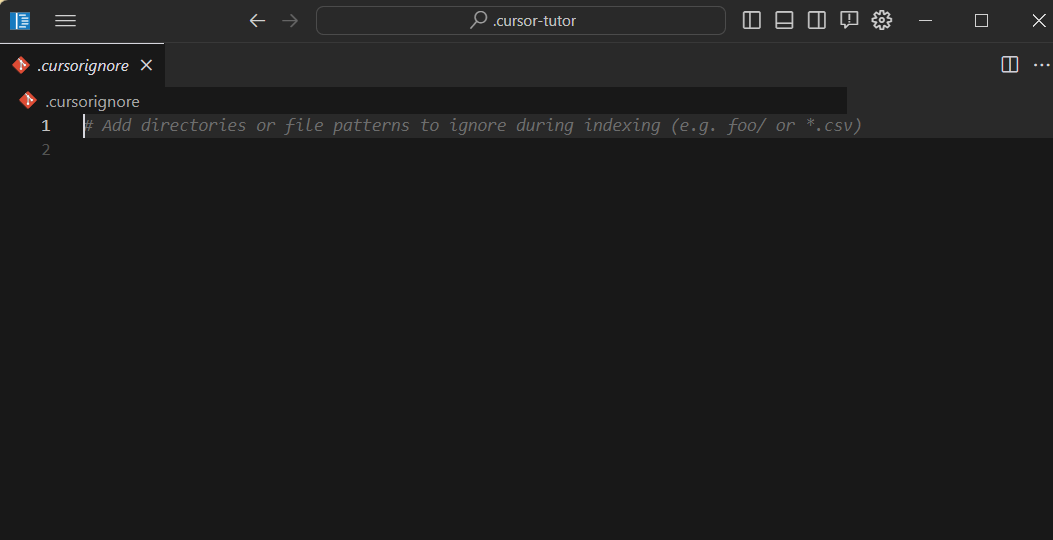 .cursor-tutor
.cursorignore
.cursorignore
1 # Add directories or file patterns to ignore during indexing (e.g. foo/ or *.csv)
2